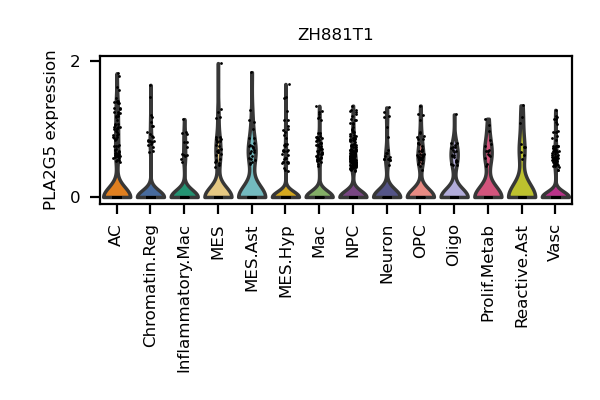 ZH881T1
PLA2G5 expression
2
0
AC
Chromatin.Reg
Inflammatory.Mac
MES
MES.Ast
MES.Hyp
Mac
NPC
Neuron
OPC
Oligo
Prolif.Metab
Reactive.Ast
Vasc